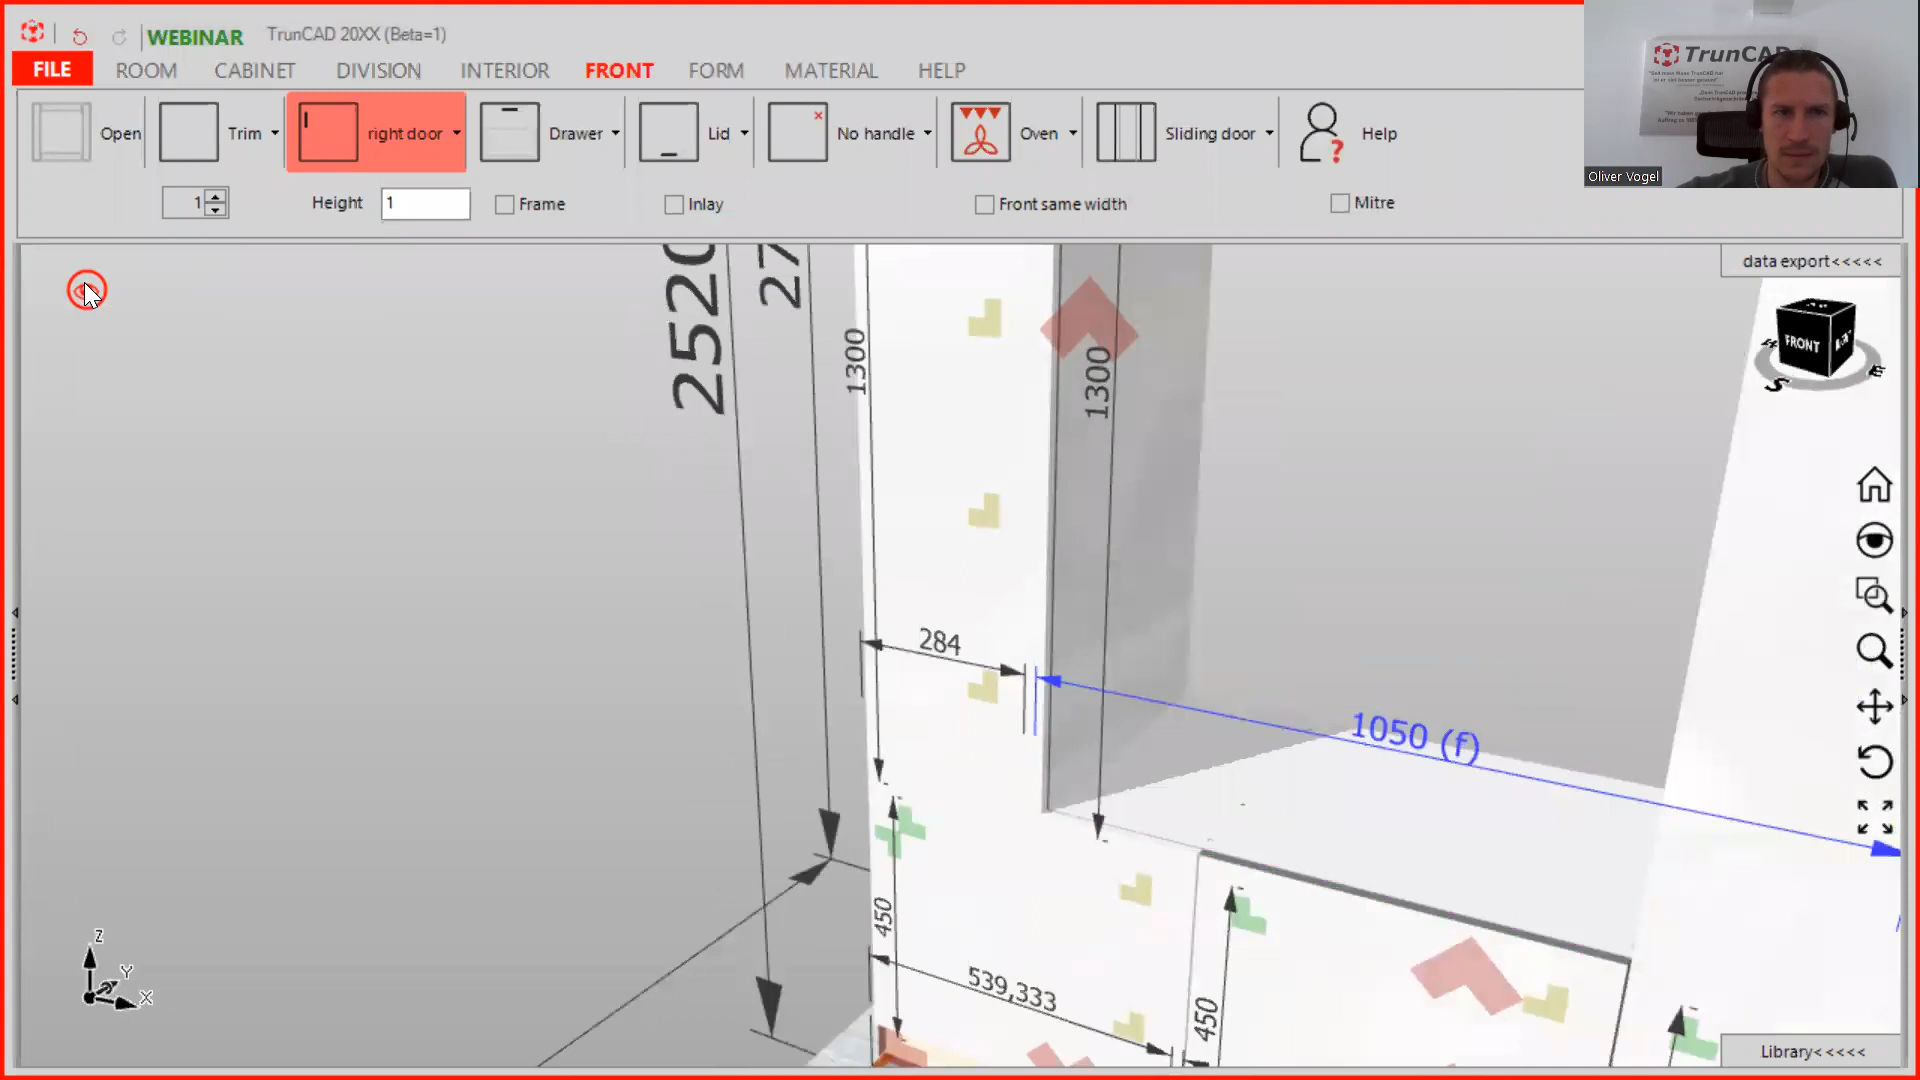 WEBINAR TrunCAD 20XX (Beta=1)
FILE ROOM CABINET DIVISION INTERIOR FRONT FORM MATERIAL HELP
Open Trim right door Drawer Lid No handle Oven Sliding door Help
1 Height 1 Frame Inlay Front same width Mitre
TrunCAD
Oliver Vogel
data export<<<<<
FRONT
S
E
2520
27
1300
1300
284
1050 (f)
450
539,333
450
Z
Y
X
Library<<<<<